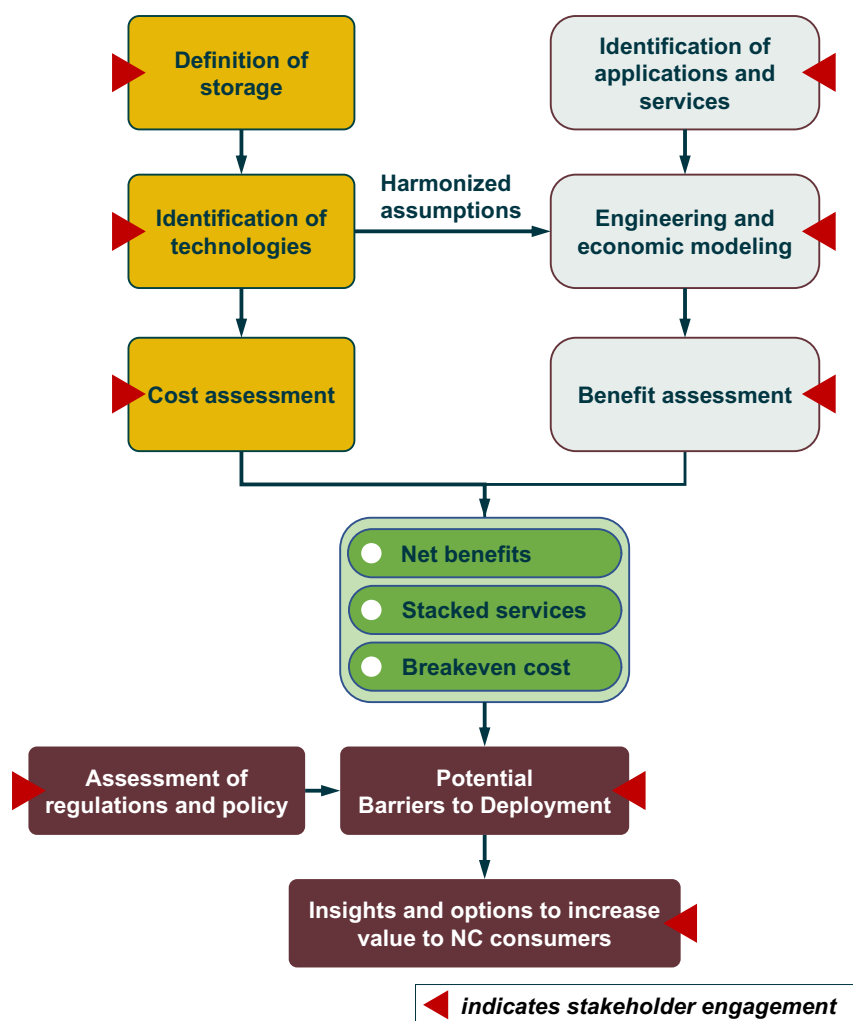 Definition of
storage
Identification of
applications and
services
Harmonized
assumptions
Identification of
technologies
Engineering and
economic modeling
Cost assessment
Benefit assessment
Net benefits
Stacked services
Breakeven cost
Assessment of
regulations and policy
Potential
Barriers to Deployment
Insights and options to increase
value to NC consumers
indicates stakeholder engagement